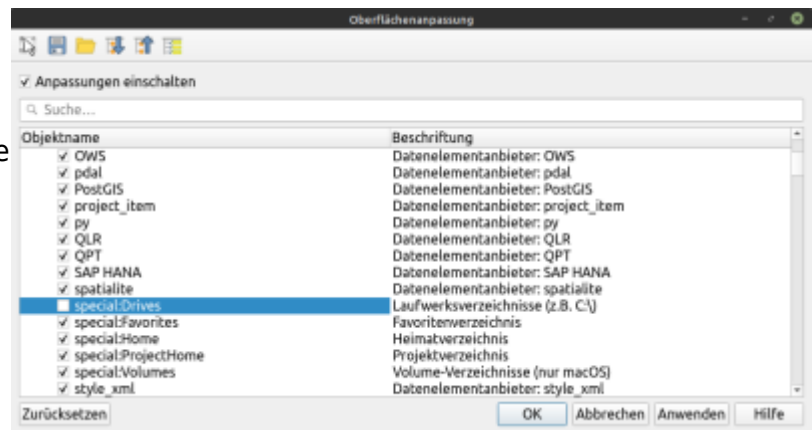 Oberflächenanpassung
Anpassungen einschalten
Suche...
Objektname Beschriftung
e
OWS Datenelementanbieter: OWS
pdal Datenelementanbieter: pdal
PostGIS Datenelementanbieter: PostGIS
project_item Datenelementanbieter: project_item
py Datenelementanbieter: py
QLR Datenelementanbieter: QLR
QPT Datenelementanbieter: QPT
SAP HANA Datenelementanbieter: SAP HANA
spatialite Datenelementanbieter: spatialite
special:Drives Laufwerksverzeichnisse (z.B. C:\)
special:Favorites Favoritenverzeichnis
special:Home Heimatverzeichnis
special:ProjectHome Projektverzeichnis
special:Volumes Volume-Verzeichnisse (nur macOS)
style_xml Datenelementanbieter: style_xml
Zurücksetzen OK Abbrechen Anwenden Hilfe